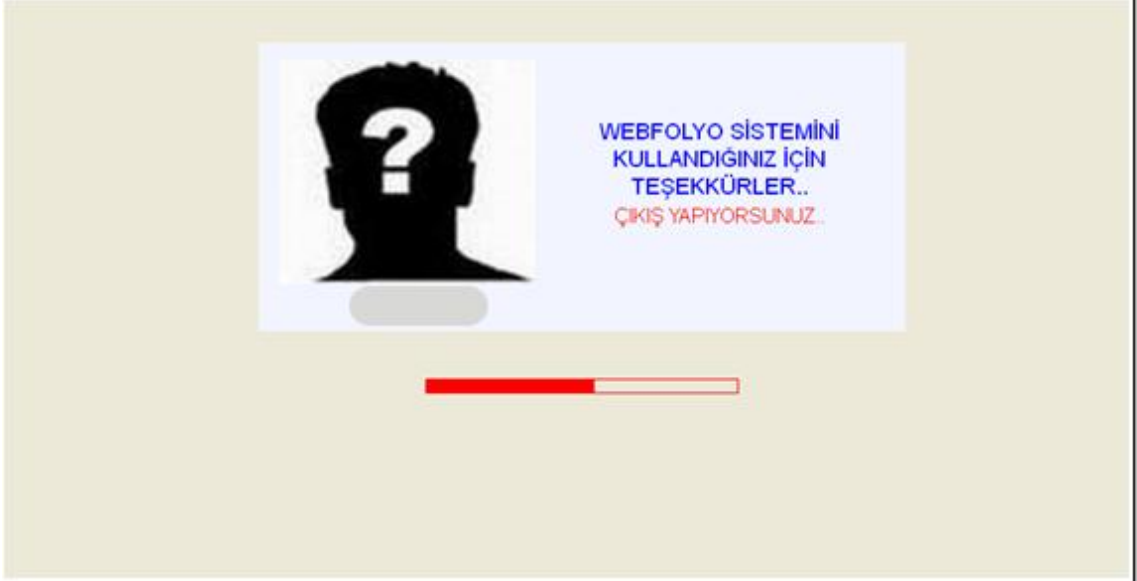 ?
WEBFOLYO SİSTEMİNİ
KULLANDIĞINIZ İÇİN
TEŞEKKÜRLER..
ÇIKIŞ YAPIYORSUNUZ..